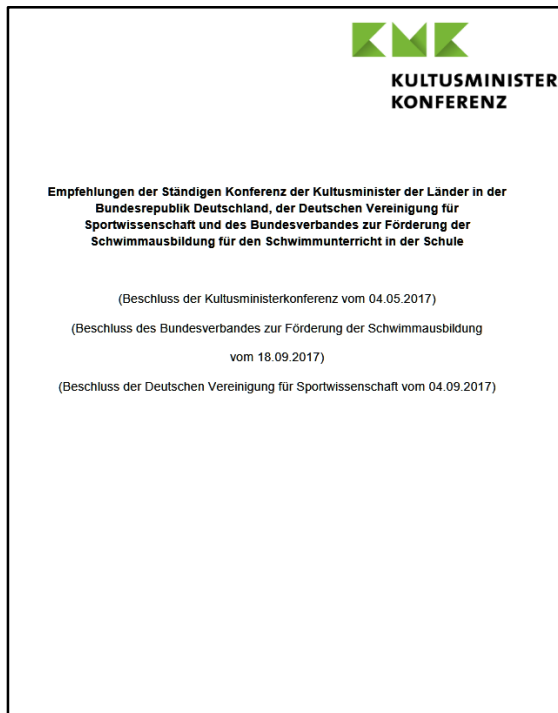 KMK
KULTUSMINISTER
KONFERENZ
Empfehlungen der Ständigen Konferenz der Kultusminister der Länder in der
Bundesrepublik Deutschland, der Deutschen Vereinigung für
Sportwissenschaft und des Bundesverbandes zur Förderung der
Schwimmausbildung für den Schwimmunterricht in der Schule
(Beschluss der Kultusministerkonferenz vom 04.05.2017)
(Beschluss des Bundesverbandes zur Förderung der Schwimmausbildung
vom 18.09.2017)
(Beschluss der Deutschen Vereinigung für Sportwissenschaft vom 04.09.2017)